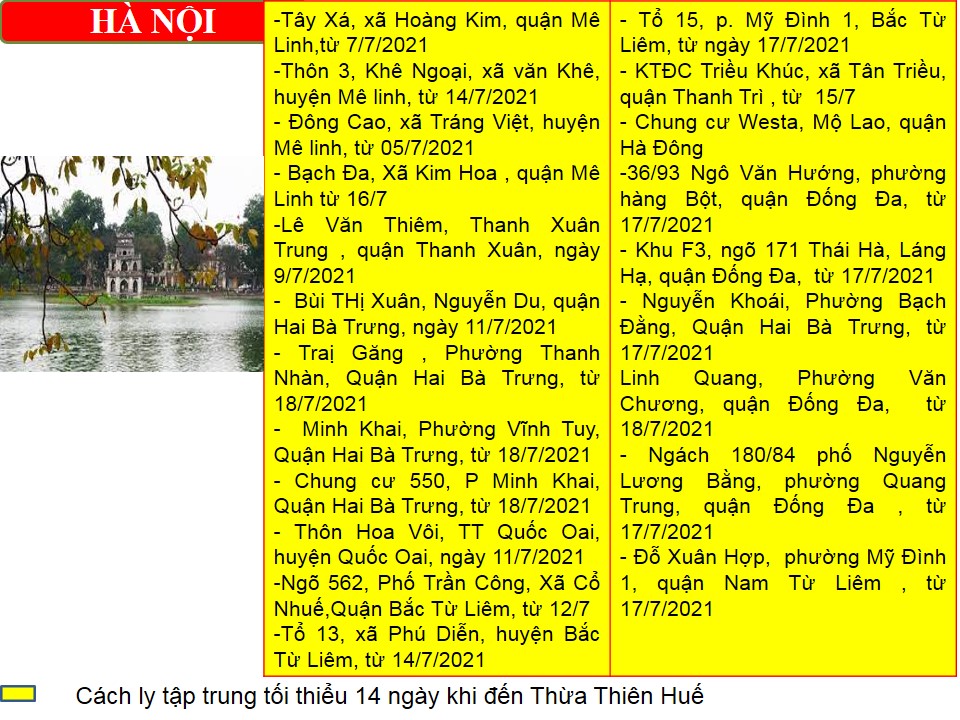 HÀ NỘI
-Tây Xá, xã Hoàng Kim, quận Mê
Linh,từ 7/7/2021
-Thôn 3, Khê Ngoại, xã văn Khê,
huyện Mê linh, từ 14/7/2021
- Đông Cao, xã Tráng Việt, huyện
Mê linh, từ 05/7/2021
- Bạch Đa, Xã Kim Hoa , quận Mê
Linh từ 16/7
-Lê Văn Thiêm, Thanh Xuân
Trung , quận Thanh Xuân, ngày
9/7/2021
- Bùi THị Xuân, Nguyễn Du, quận
Hai Bà Trưng, ngày 11/7/2021
- Traị Găng , Phường Thanh
Nhàn, Quận Hai Bà Trưng, từ
18/7/2021
- Minh Khai, Phường Vĩnh Tuy,
Quận Hai Bà Trưng, từ 18/7/2021
- Chung cư 550, P Minh Khai,
Quận Hai Bà Trưng, từ 18/7/2021
- Thôn Hoa Vôi, TT Quốc Oai,
huyện Quốc Oai, ngày 11/7/2021
-Ngõ 562, Phố Trần Công, Xã Cổ
Nhuế,Quận Bắc Từ Liêm, từ 12/7
-Tổ 13, xã Phú Diễn, huyện Bắc
Từ Liêm, từ 14/7/2021
- Tổ 15, p. Mỹ Đình 1, Bắc Từ
Liêm, từ ngày 17/7/2021
- KTĐC Triều Khúc, xã Tân Triều,
quận Thanh Trì , từ 15/7
- Chung cư Westa, Mộ Lao, quận
Hà Đông
-36/93 Ngô Văn Hướng, phường
hàng Bột, quận Đống Đa, từ
17/7/2021
- Khu F3, ngõ 171 Thái Hà, Láng
Hạ, quận Đống Đa, từ 17/7/2021
- Nguyễn Khoái, Phường Bạch
Đằng, Quận Hai Bà Trưng, từ
17/7/2021
Linh Quang, Phường Văn
Chương, quận Đống Đa, từ
18/7/2021
- Ngách 180/84 phố Nguyễn
Lương Bằng, phường Quang
Trung, quận Đống Đa , từ
17/7/2021
- Đỗ Xuân Hợp, phường Mỹ Đình
1, quận Nam Từ Liêm , từ
17/7/2021
Cách ly tập trung tối thiểu 14 ngày khi đến Thừa Thiên Huế